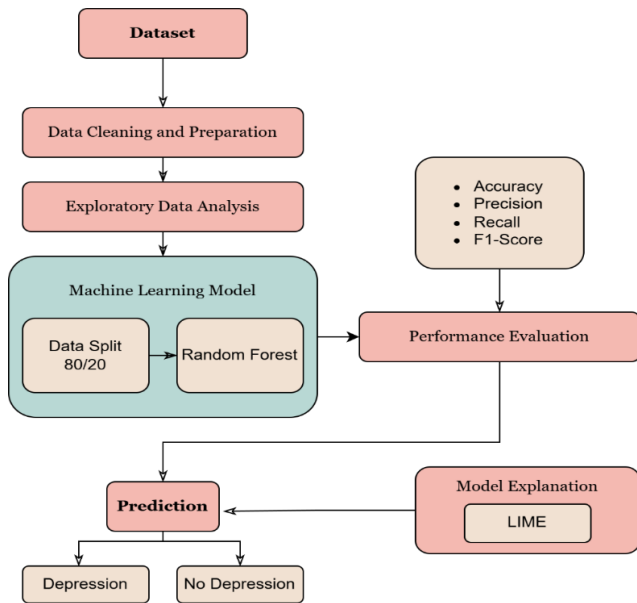 Dataset
Data Cleaning and Preparation
Exploratory Data Analysis
Machine Learning Model
Data Split
80/20
Random Forest
• Accuracy
• Precision
• Recall
• F1-Score
Performance Evaluation
Prediction
Model Explanation
LIME
Depression
No Depression